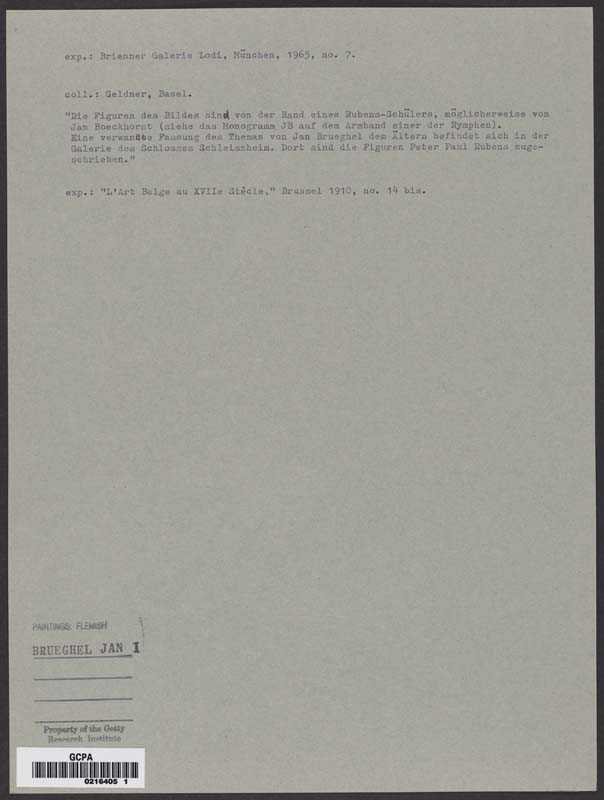 exp.: Brienner Galerie Lodi, München, 1965, no. 7.
coll.: Geldner, Basel.
"Die Figuren des Bildes sind von der Hand eines Rubens-Schülers, möglicherweise von
Jan Boeckhorst (siehe das Monogramm JB auf dem Armband einer der Nymphen).
Eine verwandte Fassung des Themas von Jan Brueghel dem Ältern befindet sich in der
Galerie des Schlosses Schleissheim. Dort sind die Figuren Peter Paul Rubens zuge-
schrieben."
exp.: "L'Art Belge au XVIIe Siècle," Brussel 1910, no. 14 bis.
PAINTINGS: FLEMISH
BRUEGHEL JAN I
Property of the Getty
Research Institute
GCPA
0216405 1